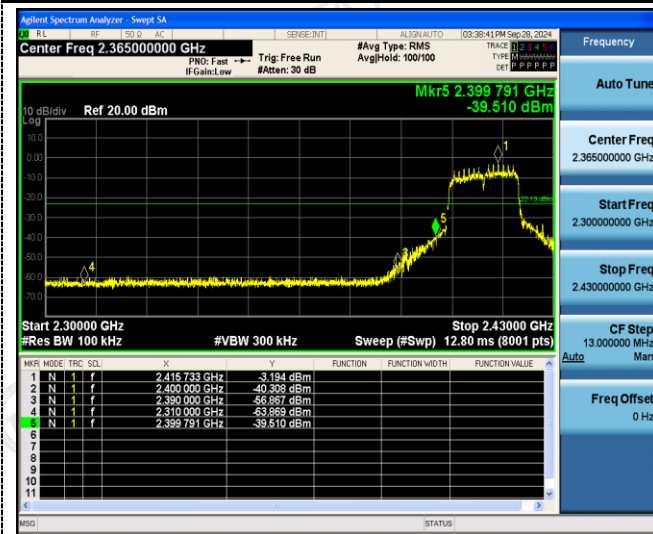 Agilent Spectrum Analyzer - Swept SA
LXI RL RF 50 Ω AC SENSE:INT ALIGNAUTO 03:38:41 PM Sep 28, 2024
Center Freq 2.365000000 GHz #Avg Type: RMS TRACE 1 2 3 4 5 6
PNO: Fast Trig: Free Run Avg|Hold: 100/100 TYPE M
IFGain:Low #Atten: 30 dB DET P P P P P P
Mkr5 2.399 791 GHz
-39.510 dBm
10 dB/div Ref 20.00 dBm
Log
10.0
0.00
-10.0
-20.0
-23.19 dBm
-30.0
-40.0
-50.0
-60.0
-70.0
1
5
3
4
Start 2.30000 GHz Stop 2.43000 GHz
#Res BW 100 kHz #VBW 300 kHz Sweep (#Swp) 12.80 ms (8001 pts)
MKR MODE TRC SCL X Y FUNCTION FUNCTION WIDTH FUNCTION VALUE
1 N 1 f 2.415 733 GHz -3.194 dBm
2 N 1 f 2.400 000 GHz -40.308 dBm
3 N 1 f 2.390 000 GHz -56.867 dBm
4 N 1 f 2.310 000 GHz -63.869 dBm
5 N 1 f 2.399 791 GHz -39.510 dBm
6
7
8
9
10
11
MSG STATUS
Frequency
Auto Tune
Center Freq
2.365000000 GHz
Start Freq
2.300000000 GHz
Stop Freq
2.430000000 GHz
CF Step
13.000000 MHz
Auto Man
Freq Offset
0 Hz